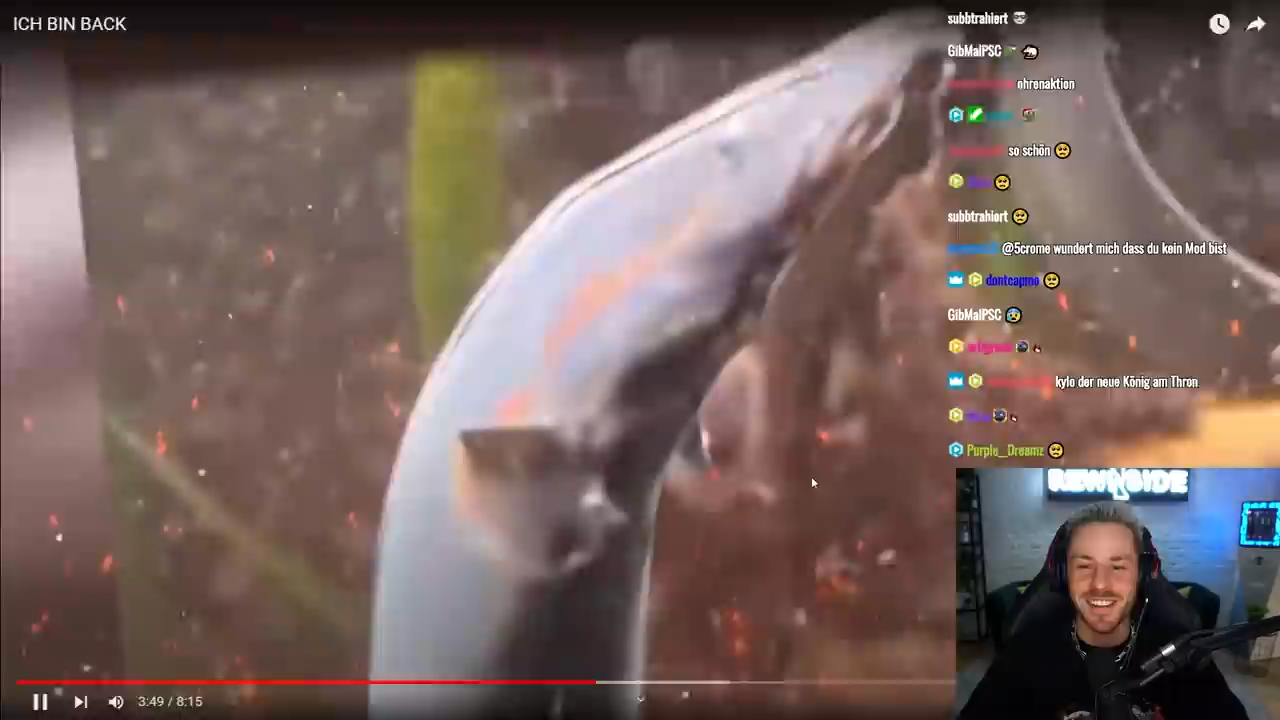 ICH BIN BACK
subbtrahiert
GibMalPSC
ohrenaktion
so schön
subbtrahiert
@5crome wundert mich dass du kein Mod bist
dontcapmo
GibMalPSC
kylo der neue König am Thron
Purple_Dreamz
REWINSIDE
3:49 / 8:15